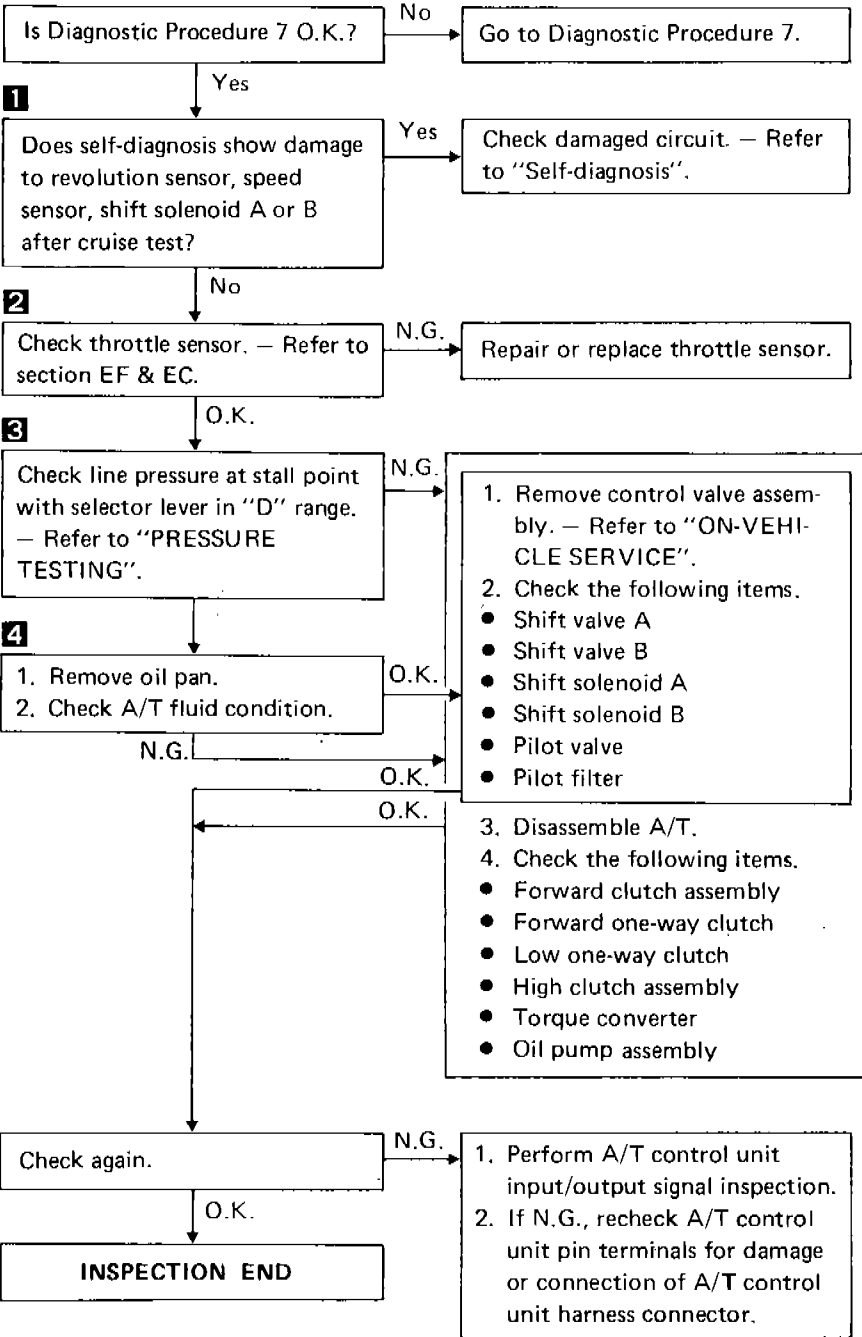 Is Diagnostic Procedure 7 O.K.?
No
Go to Diagnostic Procedure 7.
Yes
1
Does self-diagnosis show damage
to revolution sensor, speed
sensor, shift solenoid A or B
after cruise test?
Yes
Check damaged circuit. — Refer
to "Self-diagnosis".
No
2
Check throttle sensor. — Refer to
section EF & EC.
N.G.
Repair or replace throttle sensor.
O.K.
3
Check line pressure at stall point
with selector lever in "D" range.
— Refer to "PRESSURE
TESTING".
N.G.
1. Remove control valve assem-
bly. — Refer to "ON-VEHI-
CLE SERVICE".
2. Check the following items.
● Shift valve A
● Shift valve B
● Shift solenoid A
● Shift solenoid B
● Pilot valve
● Pilot filter
4
1. Remove oil pan.
2. Check A/T fluid condition.
O.K.
N.G.
O.K.
O.K.
3. Disassemble A/T.
4. Check the following items.
● Forward clutch assembly
● Forward one-way clutch
● Low one-way clutch
● High clutch assembly
● Torque converter
● Oil pump assembly
Check again.
N.G.
1. Perform A/T control unit
input/output signal inspection.
2. If N.G., recheck A/T control
unit pin terminals for damage
or connection of A/T control
unit harness connector.
O.K.
INSPECTION END